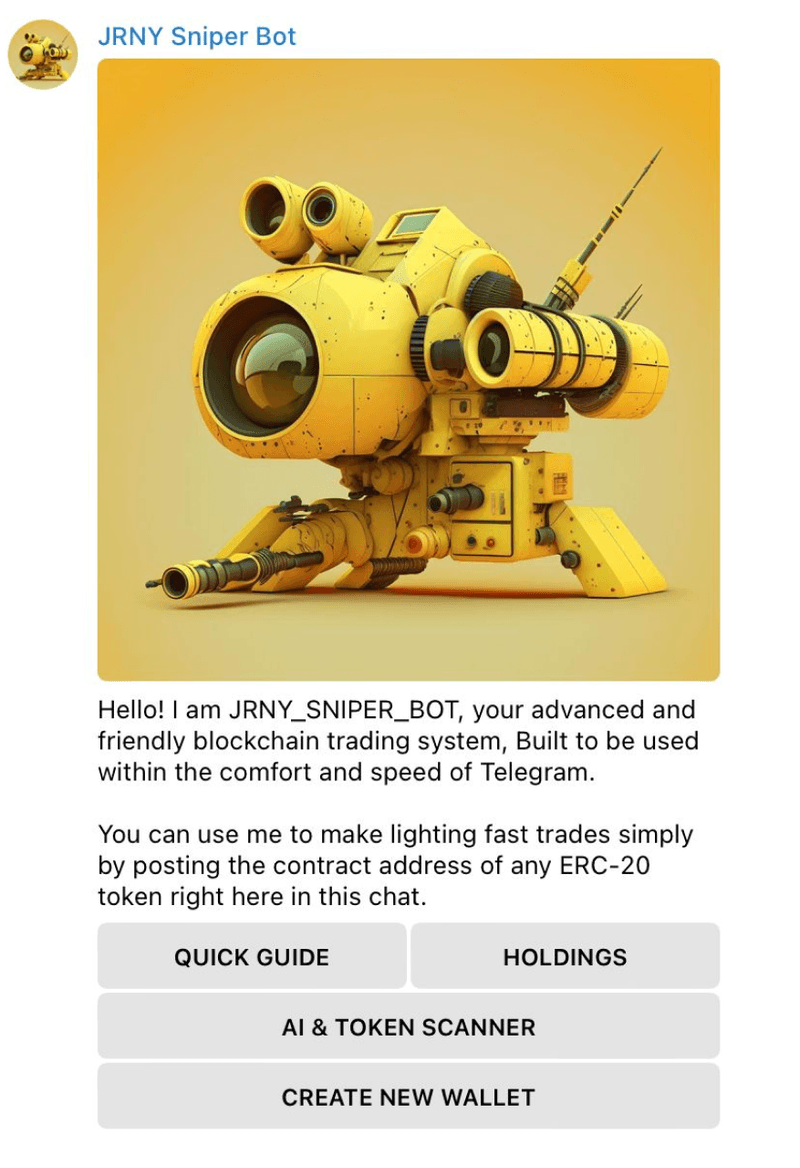 JRNY Sniper Bot
Hello! I am JRNY_SNIPER_BOT, your advanced and
friendly blockchain trading system, Built to be used
within the comfort and speed of Telegram.
You can use me to make lighting fast trades simply
by posting the contract address of any ERC-20
token right here in this chat.
QUICK GUIDE
HOLDINGS
AI & TOKEN SCANNER
CREATE NEW WALLET